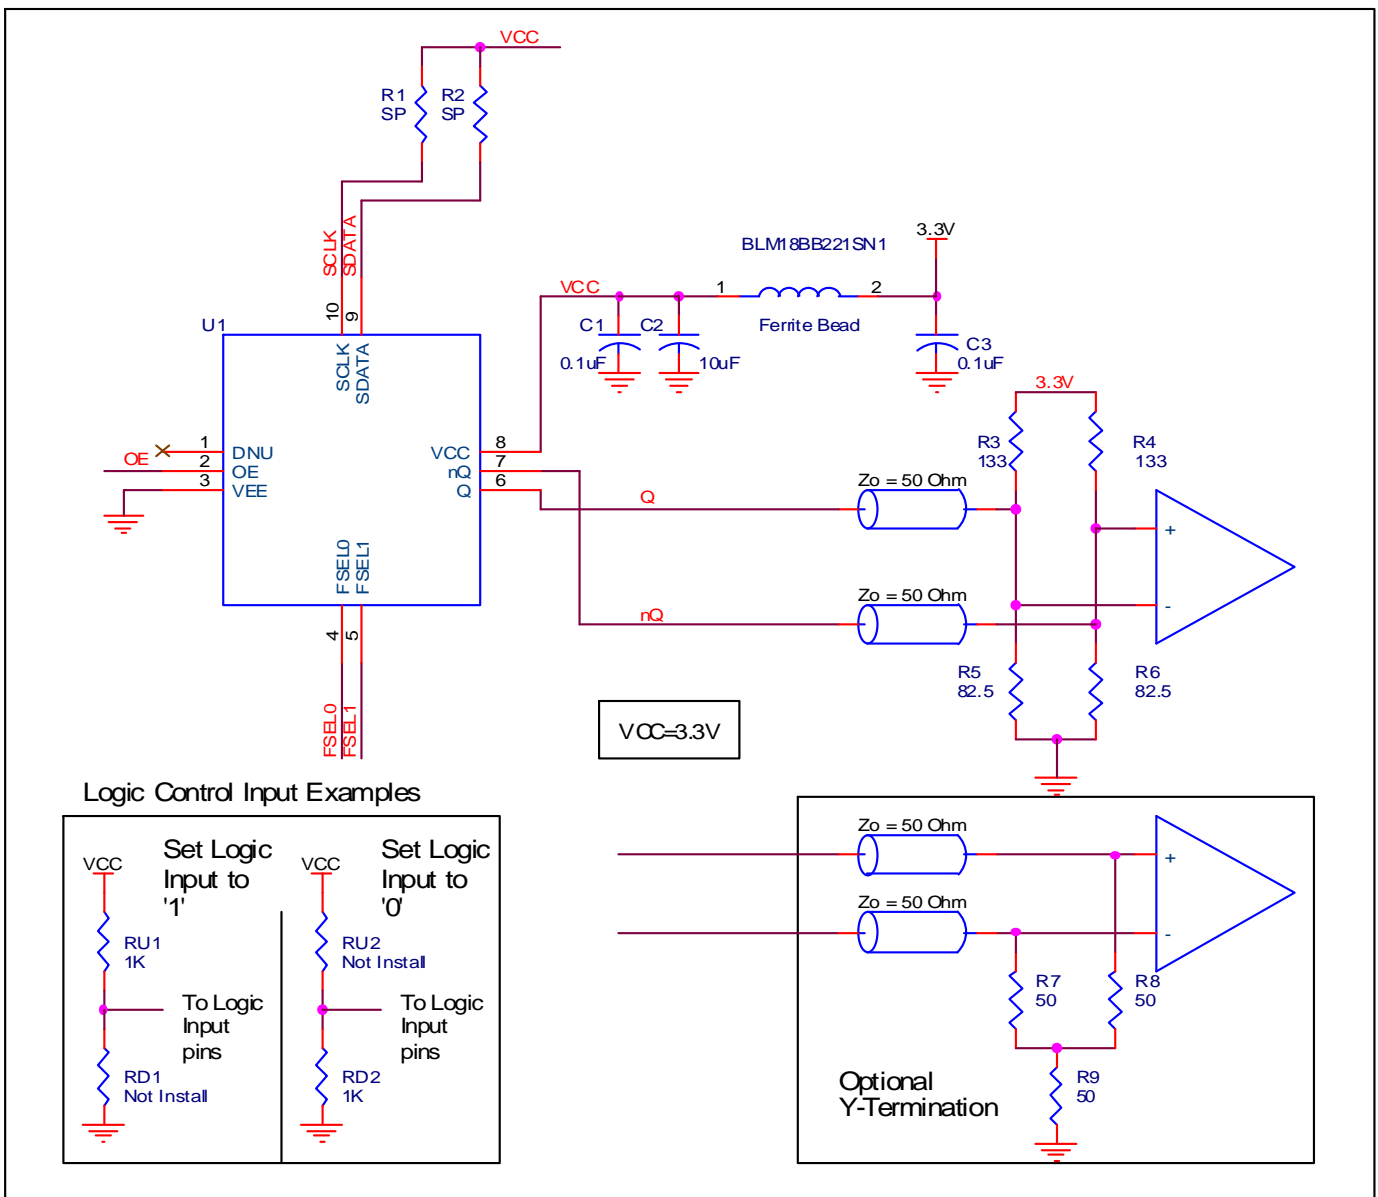 VCC
R1
SP
R2
SP
SCLK
SDATA
10
9
U1
SCLK
SDATA
1
DNU
OE
2
OE
3
VEE
VCC
8
nQ
7
Q
6
FSEL0
FSEL1
4
5
FSEL0
FSEL1
VCC
C1
0.1uF
C2
10uF
BLM18BB221SN1
1
2
Ferrite Bead
3.3V
C3
0.1uF
3.3V
R3
133
R4
133
Q
Zo = 50 Ohm
nQ
Zo = 50 Ohm
+
-
R5
82.5
R6
82.5
VCC=3.3V
Logic Control Input Examples
VCC
Set Logic
Input to
'1'
RU1
1K
To Logic
Input
pins
RD1
Not Install
VCC
Set Logic
Input to
'0'
RU2
Not Install
To Logic
Input
pins
RD2
1K
Zo = 50 Ohm
Zo = 50 Ohm
+
-
R7
50
R8
50
R9
50
Optional
Y-Termination